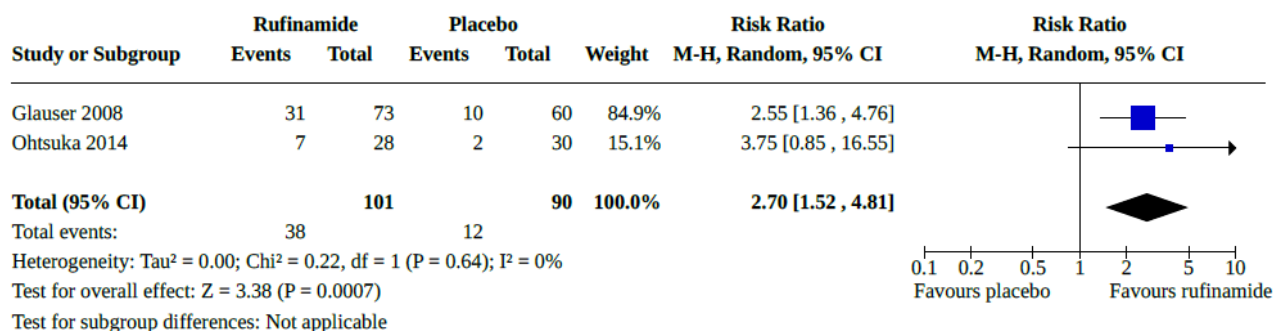 Rufinamide Placebo Risk Ratio Risk Ratio
Study or Subgroup Events Total Events Total Weight M-H, Random, 95% CI M-H, Random, 95% CI
Glauser 2008 31 73 10 60 84.9% 2.55 [1.36 , 4.76]
Ohtsuka 2014 7 28 2 30 15.1% 3.75 [0.85 , 16.55]
Total (95% CI) 101 90 100.0% 2.70 [1.52 , 4.81]
Total events: 38 12
Heterogeneity: Tau² = 0.00; Chi² = 0.22, df = 1 (P = 0.64); I² = 0%
Test for overall effect: Z = 3.38 (P = 0.0007)
Test for subgroup differences: Not applicable
0.1 0.2 0.5 1 2 5 10
Favours placebo Favours rufinamide